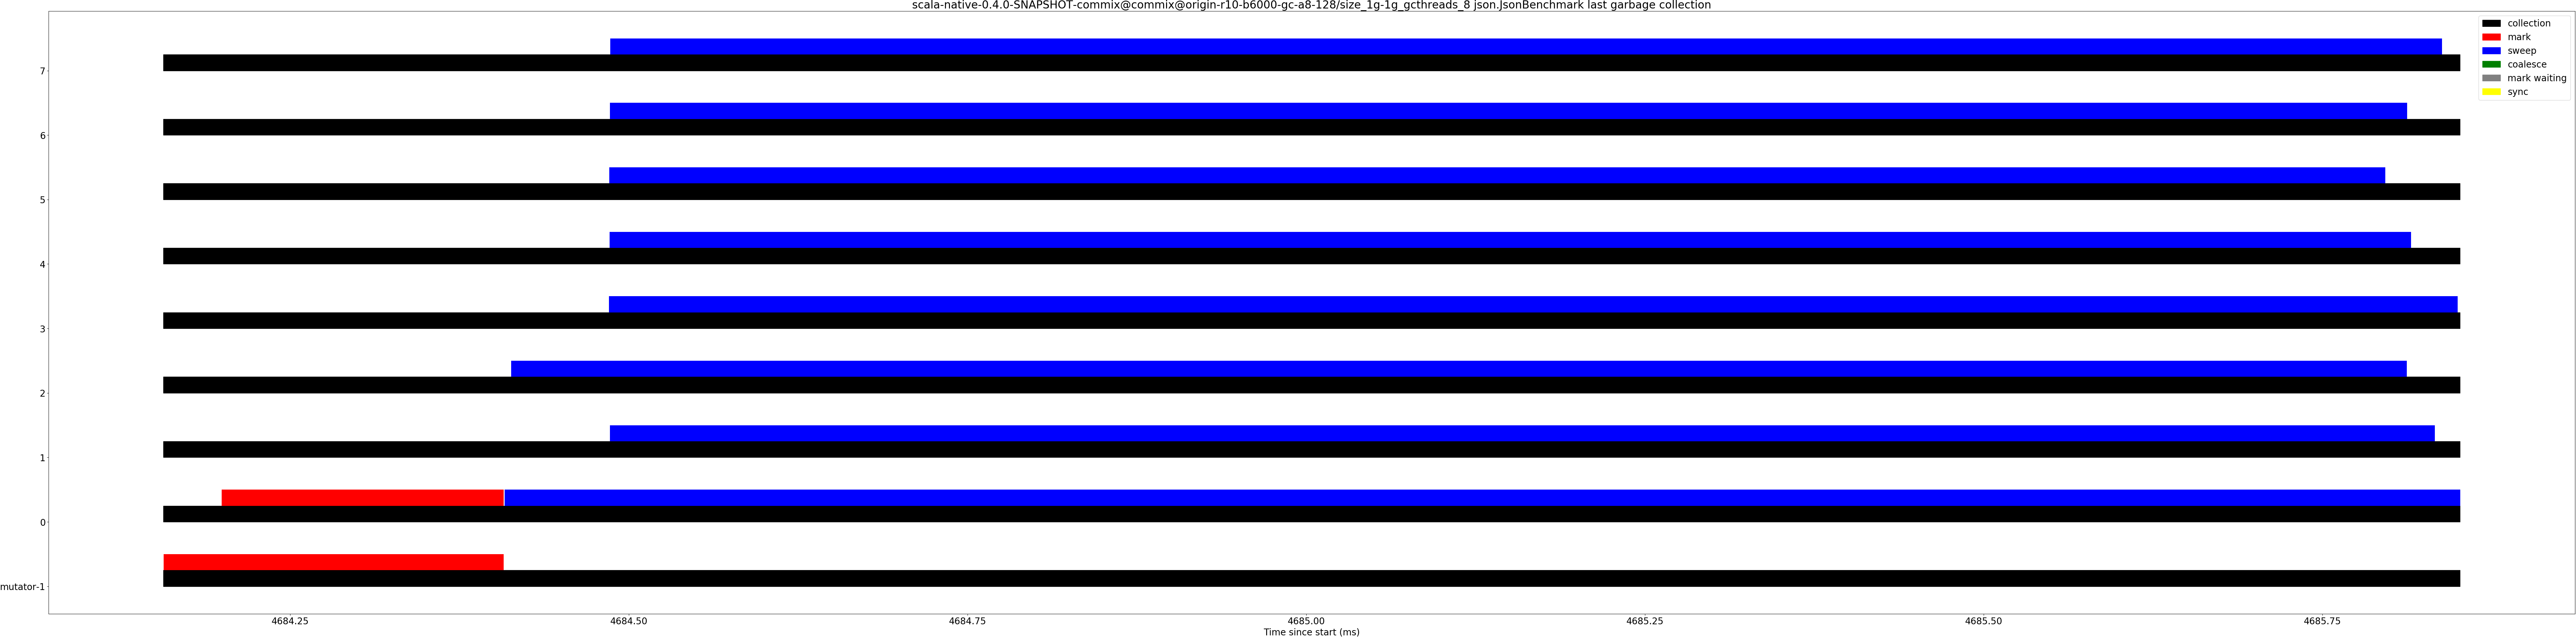 scala-native-0.4.0-SNAPSHOT-commix@commix@origin-r10-b6000-gc-a8-128/size_1g-1g_gcthreads_8 json.JsonBenchmark last garbage collection
collection
mark
sweep
coalesce
mark waiting
sync
7
6
5
4
3
2
1
0
mutator-1
4684.25 4684.50 4684.75 4685.00 4685.25 4685.50 4685.75
Time since start (ms)